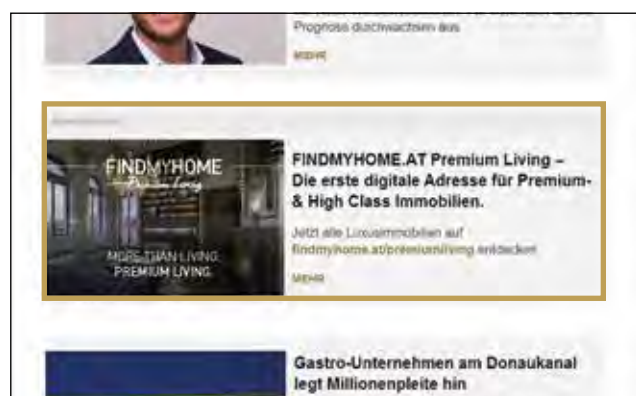 Prognose durchwachsen aus
MEHR
FINDMYHOME
Premium Living
MORE THAN LIVING.
PREMIUM LIVING.
FINDMYHOME.AT Premium Living –
Die erste digitale Adresse für Premium-
& High Class Immobilien.
Jetzt alle Luxusimmobilien auf
findmyhome.at/premiumliving entdecken
MEHR
Gastro-Unternehmen am Donaukanal
legt Millionenpleite hin